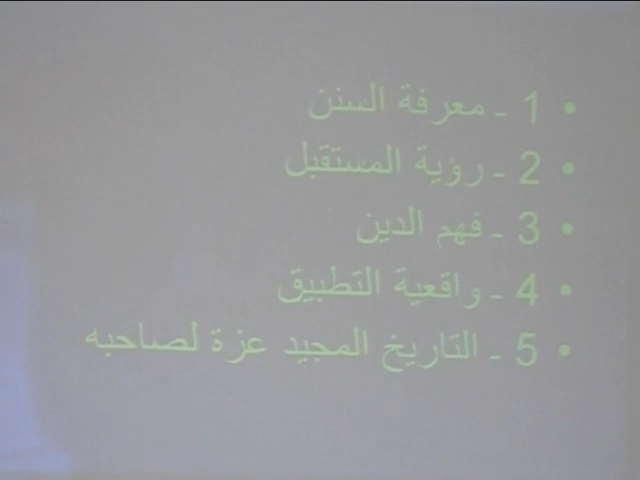 • 1 - معرفة السنن
• 2 - رؤية المستقبل
• 3 - فهم الدين
• 4 - واقعية التطبيق
• 5 - التاريخ المجيد عزة لصاحبه